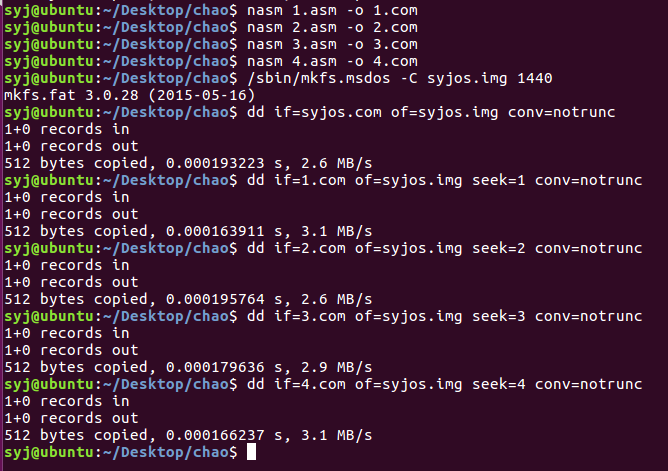 syj@ubuntu:~/Desktop/chao$ nasm 1.asm -o 1.com
syj@ubuntu:~/Desktop/chao$ nasm 2.asm -o 2.com
syj@ubuntu:~/Desktop/chao$ nasm 3.asm -o 3.com
syj@ubuntu:~/Desktop/chao$ nasm 4.asm -o 4.com
syj@ubuntu:~/Desktop/chao$ /sbin/mkfs.msdos -C syjos.img 1440
mkfs.fat 3.0.28 (2015-05-16)
syj@ubuntu:~/Desktop/chao$ dd if=syjos.com of=syjos.img conv=notrunc
1+0 records in
1+0 records out
512 bytes copied, 0.000193223 s, 2.6 MB/s
syj@ubuntu:~/Desktop/chao$ dd if=1.com of=syjos.img seek=1 conv=notrunc
1+0 records in
1+0 records out
512 bytes copied, 0.000163911 s, 3.1 MB/s
syj@ubuntu:~/Desktop/chao$ dd if=2.com of=syjos.img seek=2 conv=notrunc
1+0 records in
1+0 records out
512 bytes copied, 0.000195764 s, 2.6 MB/s
syj@ubuntu:~/Desktop/chao$ dd if=3.com of=syjos.img seek=3 conv=notrunc
1+0 records in
1+0 records out
512 bytes copied, 0.000179636 s, 2.9 MB/s
syj@ubuntu:~/Desktop/chao$ dd if=4.com of=syjos.img seek=4 conv=notrunc
1+0 records in
1+0 records out
512 bytes copied, 0.000166237 s, 3.1 MB/s
syj@ubuntu:~/Desktop/chao$